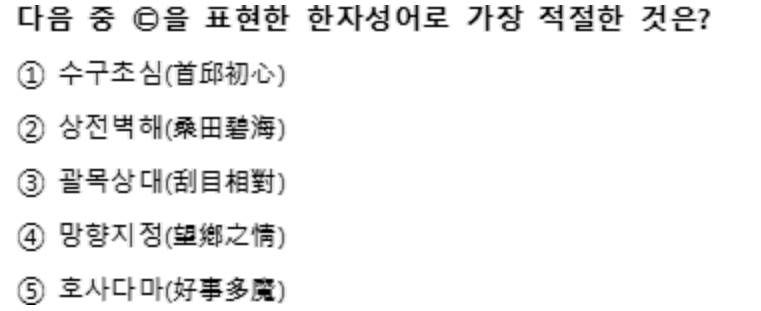 다음 중 ©을 표현한 한자성어로 가장 적절한 것은?
① 수구초심(首邱初心)
② 상전벽해(桑田碧海)
③ 괄목상대(刮目相對)
④ 망향지정(望鄕之情)
⑤ 호사다마(好事多魔)